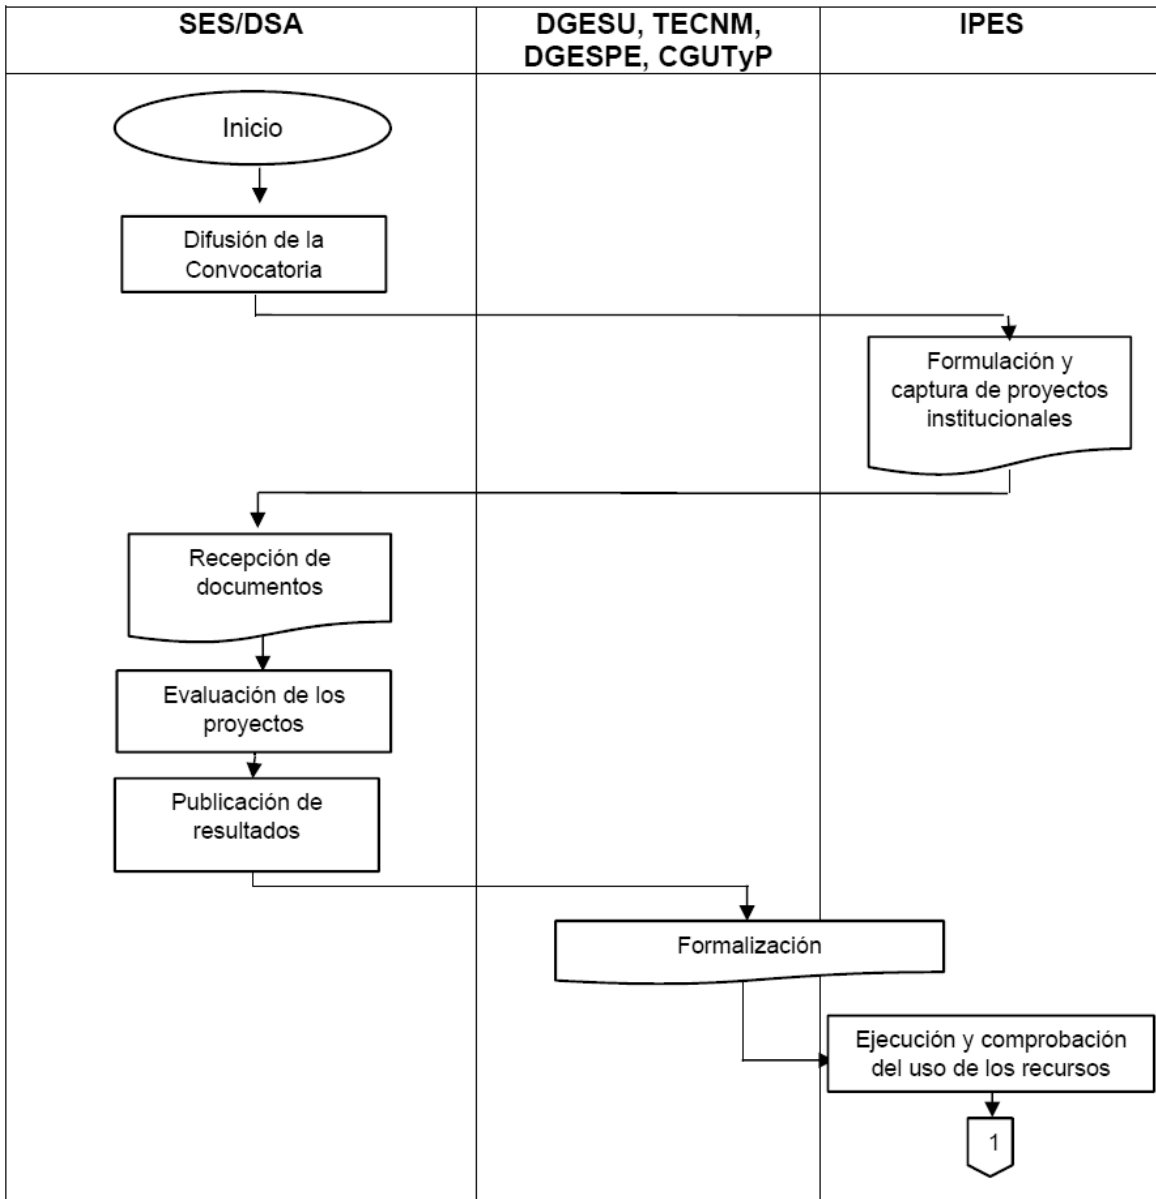 SES/DSA
DGESU, TECNM,
DGESPE, CGUTyP
IPES
Inicio
Difusión de la
Convocatoria
Formulación y
captura de proyectos
institucionales
Recepción de
documentos
Evaluación de los
proyectos
Publicación de
resultados
Formalización
Ejecución y comprobación
del uso de los recursos
1